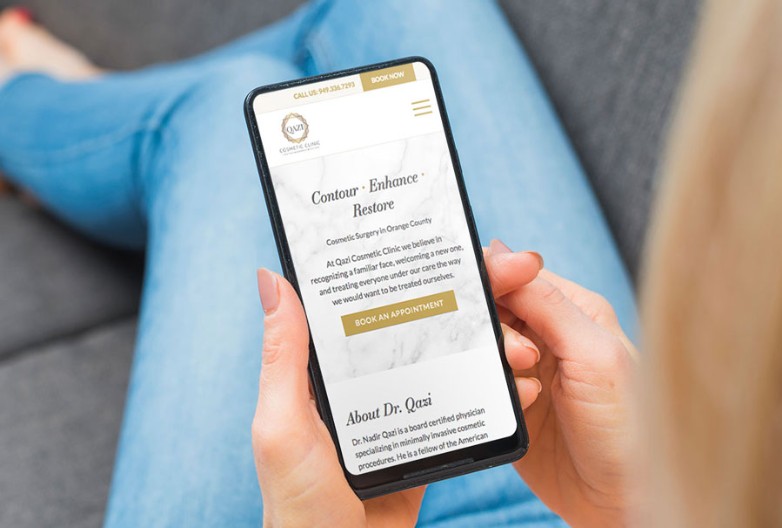 CALL US: 949.336.7293
BOOK NOW
QAZI
COSMETIC CLINIC
Contour · Enhance ·
Restore
Cosmetic Surgery in Orange County
At Qazi Cosmetic Clinic we believe in
recognizing a familiar face, welcoming a new one,
and treating everyone under our care the way
we would want to be treated ourselves.
BOOK AN APPOINTMENT
About Dr. Qazi
Dr. Nadir Qazi is a board certified physician
specializing in minimally invasive cosmetic
procedures. He is a fellow of the American